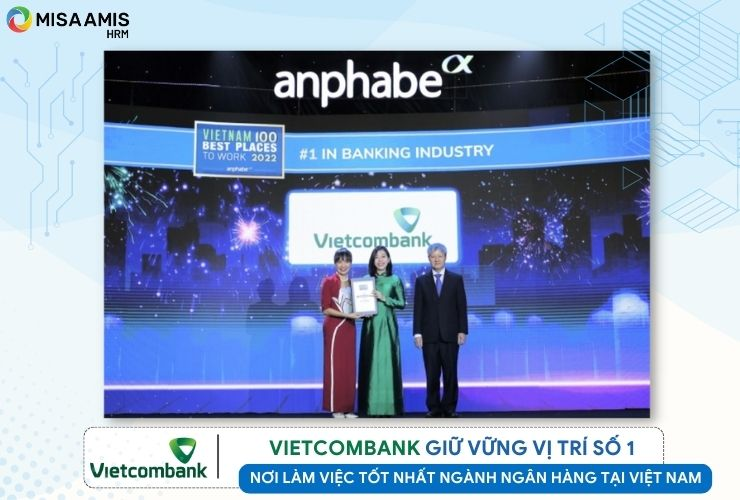 MISA AMIS
HRM
anphabe α
VIETNAM 100
BEST PLACES
TO WORK 2022
anphabe
#1 IN BANKING INDUSTRY
Vietcombank
Vietcombank
VIETCOMBANK GIỮ VỮNG VỊ TRÍ SỐ 1
NƠI LÀM VIỆC TỐT NHẤT NGÀNH NGÂN HÀNG TẠI VIỆT NAM